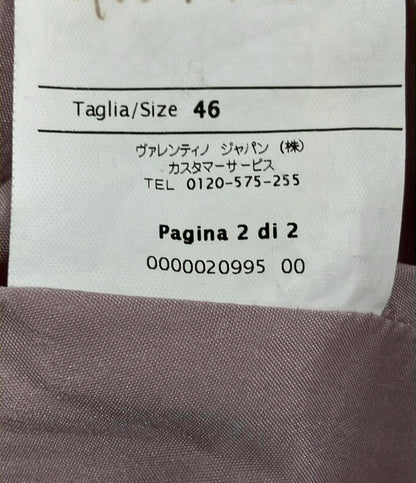 Taglia/Size 46
ヴァレンティノ ジャパン (株)
カスタマーサービス
TEL 0120-575-255
Pagina 2 di 2
0000020995 00